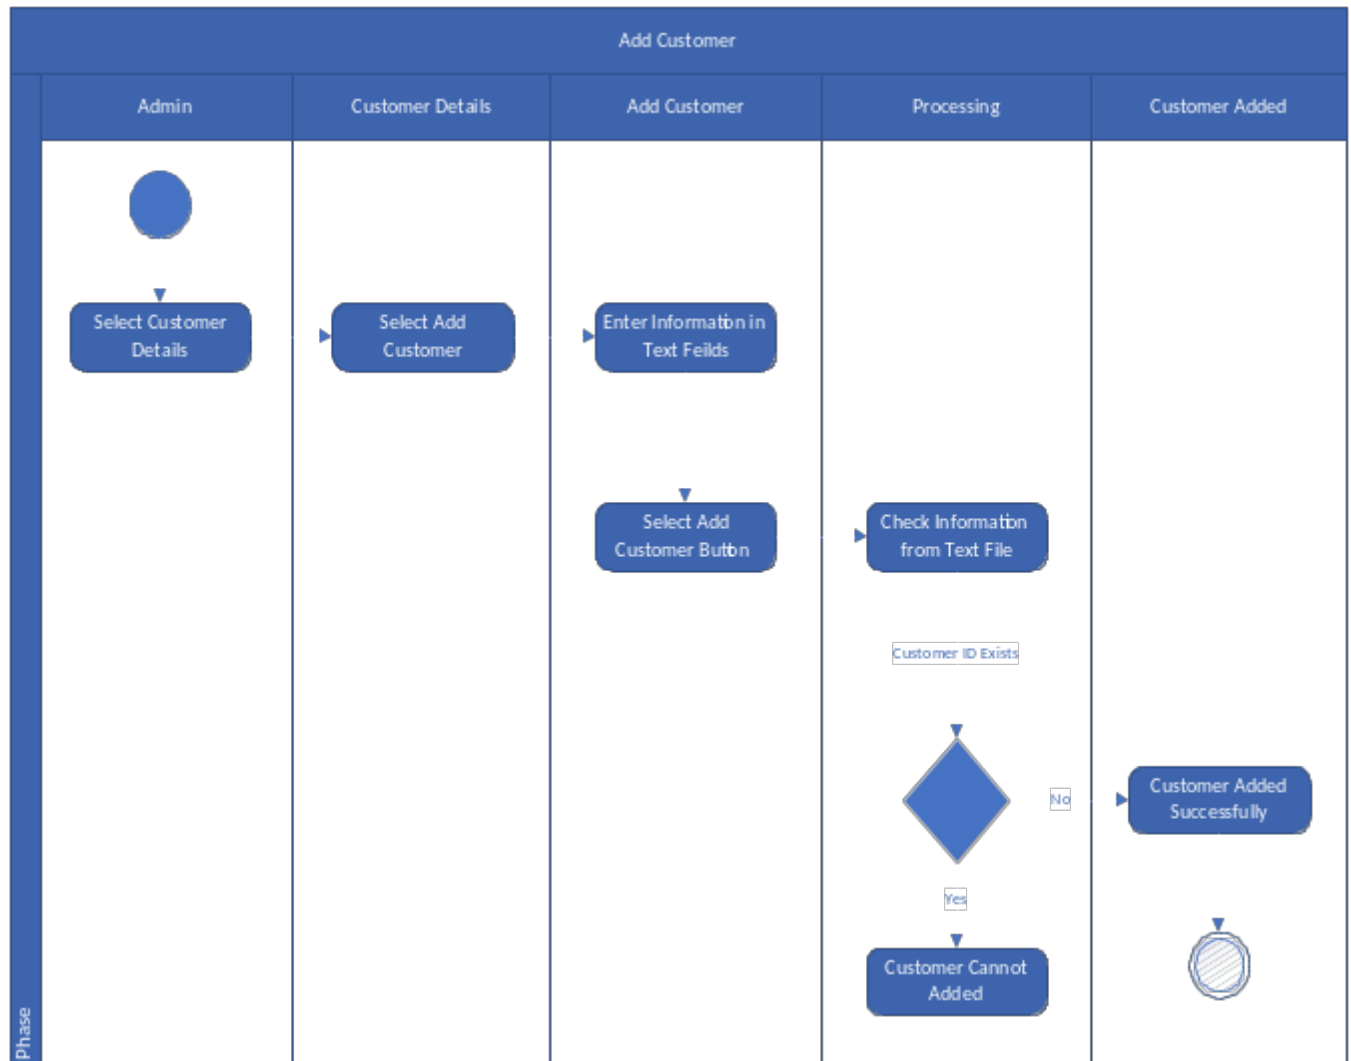 Add Customer
Admin
Customer Details
Add Customer
Processing
Customer Added
Select Customer
Details
Select Add
Customer
Enter Information in
Text Feilds
Select Add
Customer Button
Check Information
from Text File
Customer ID Exists
No
Customer Added
Successfully
Yes
Customer Cannot
Added
Phase